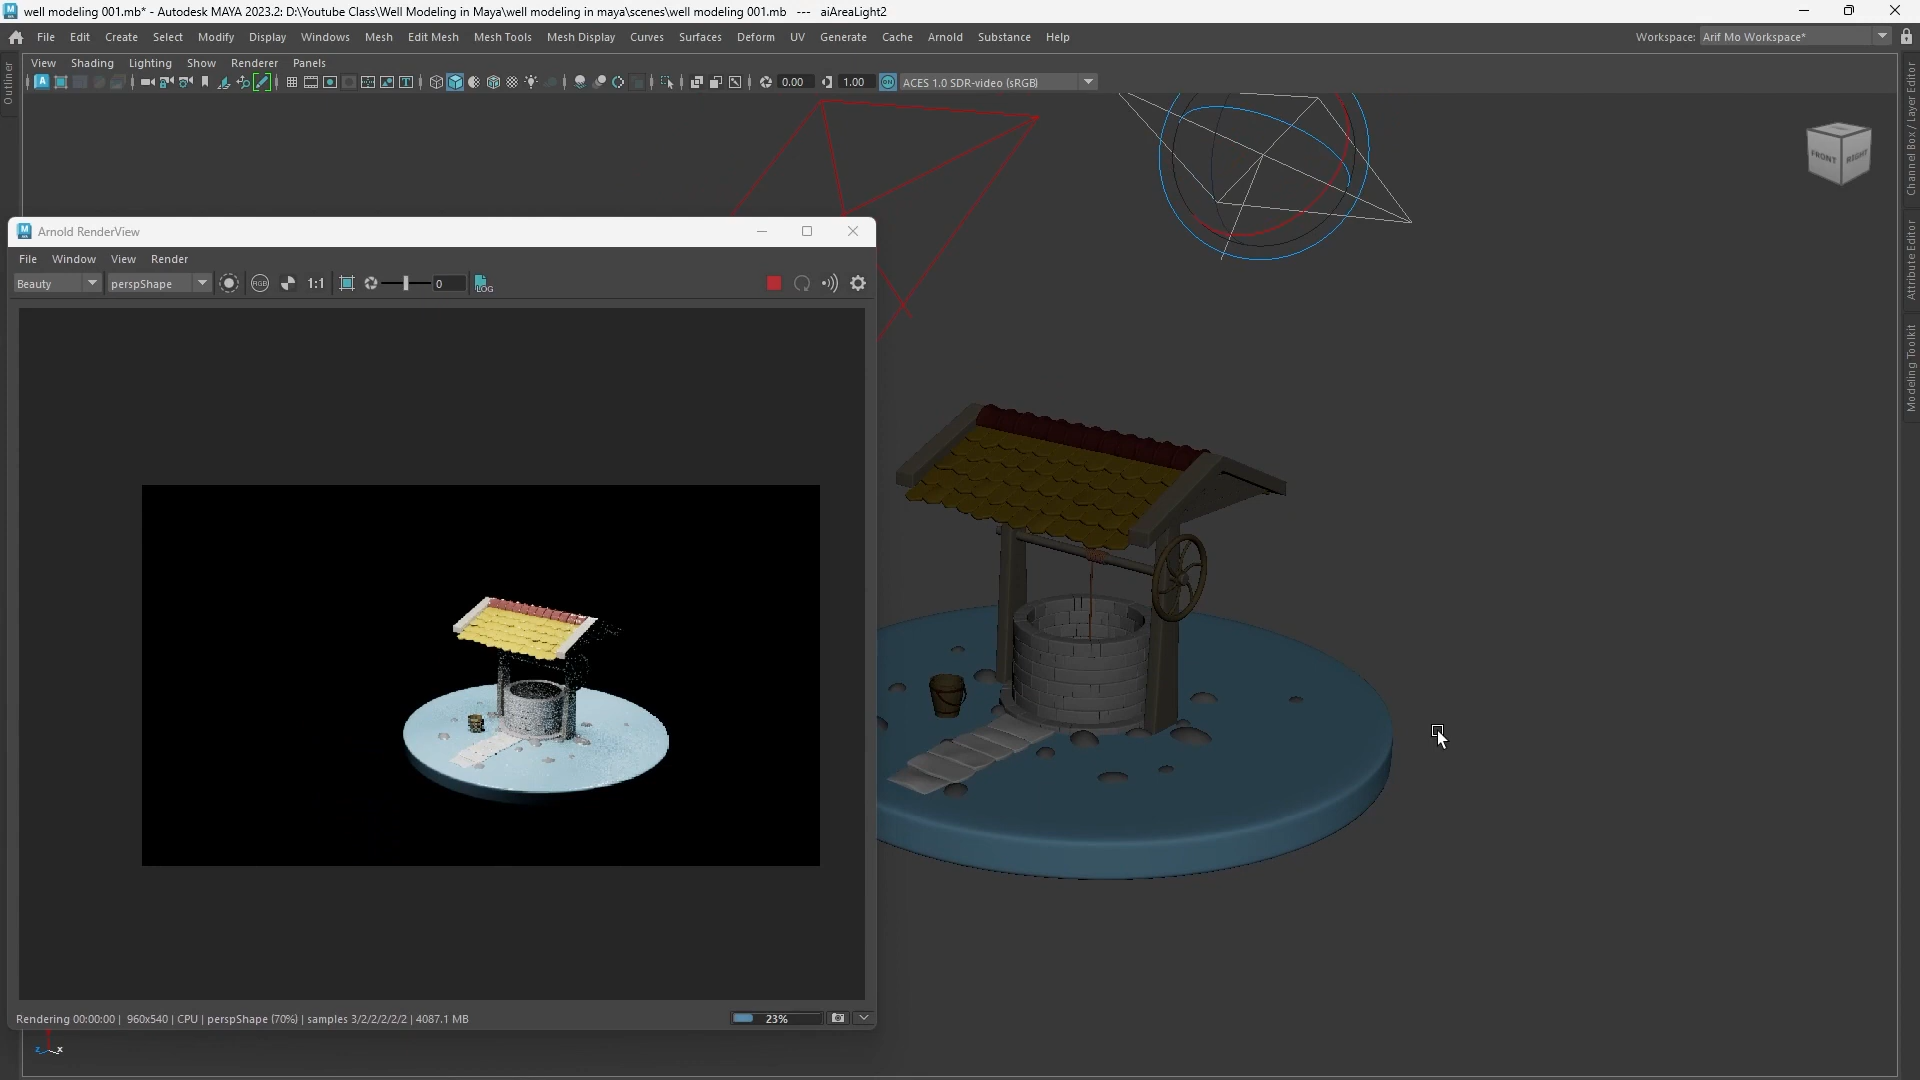 well modeling 001.mb* - Autodesk MAYA 2023.2: D:\Youtube Class\Well Modeling in Maya\well modeling in maya\scenes\well modeling 001.mb --- aiAreaLight2
File Edit Create Select Modify Display Windows Mesh Edit Mesh Mesh Tools Mesh Display Curves Surfaces Deform UV Generate Cache Arnold Substance Help Workspace: Arif Mo Workspace*
View Shading Lighting Show Renderer Panels
0.00 1.00 ON ACES 1.0 SDR-video (sRGB)
Outliner
Channel Box / Layer Editor
Attribute Editor
Modeling Toolkit
FRONT RIGHT
Arnold RenderView
File Window View Render
Beauty perspShape RGB 1:1 0 LOG
Rendering 00:00:00 | 960x540 | CPU | perspShape (70%) | samples 3/2/2/2/2/2 | 4087.1 MB 23%
z x